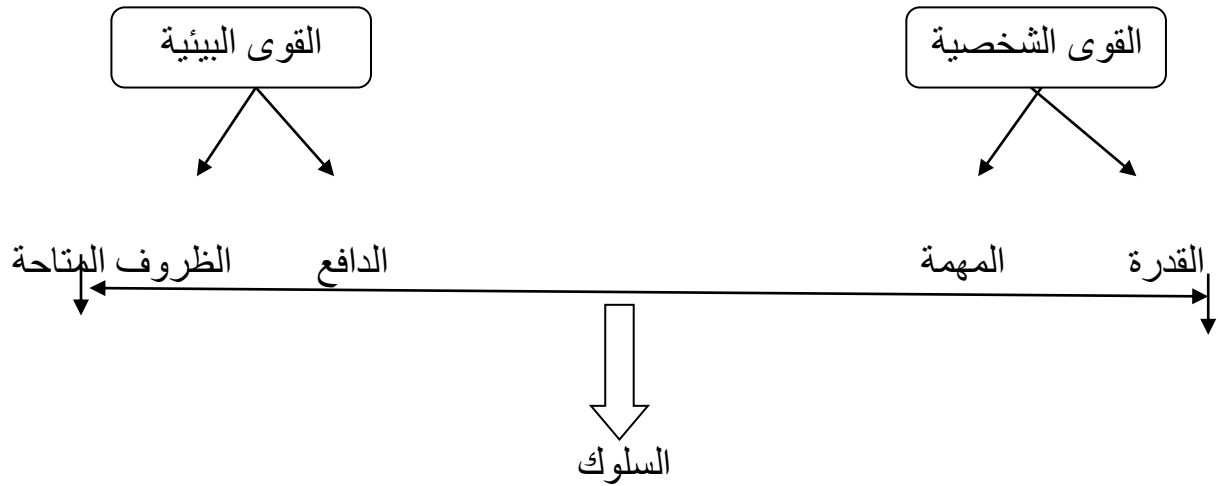 القوى الشخصية
القوى البيئية
القدرة
المهمة
الدافع
الظروف المتاحة
السلوك